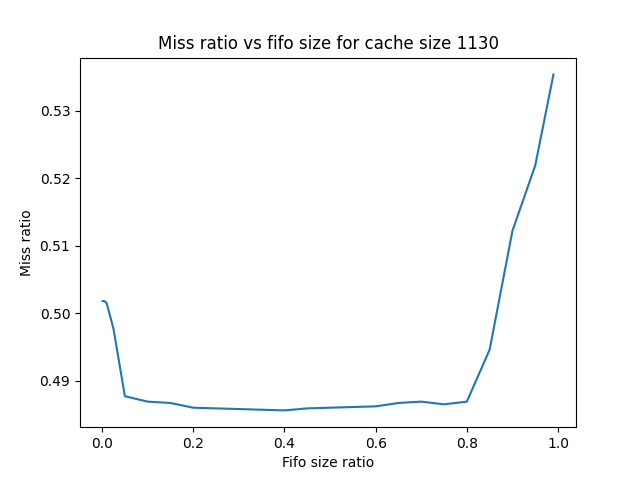 Miss ratio vs fifo size for cache size 1130
Miss ratio
0.53
0.52
0.51
0.50
0.49
0.0 0.2 0.4 0.6 0.8 1.0
Fifo size ratio